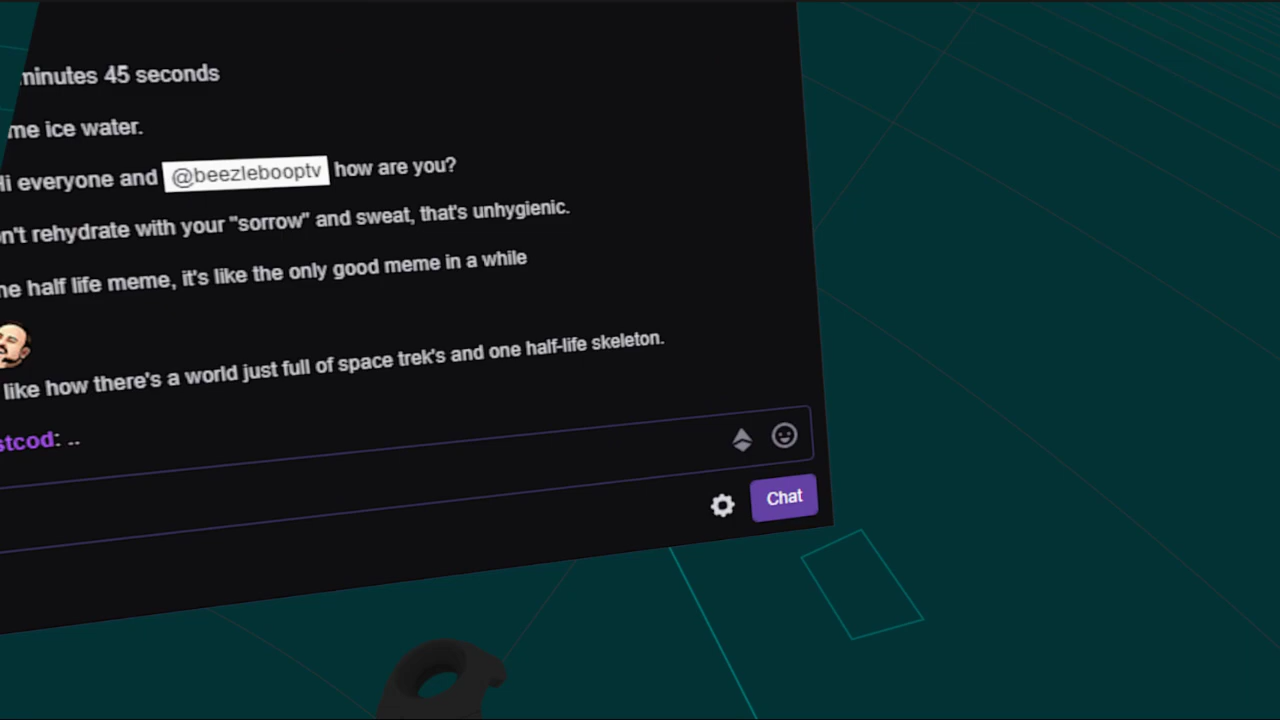 minutes 45 seconds
me ice water.
Hi everyone and @beezlebooptv how are you?
n't rehydrate with your "sorrow" and sweat, that's unhygienic.
he half life meme, it's like the only good meme in a while
like how there's a world just full of space trek's and one half-life skeleton.
stcod: ..
Chat